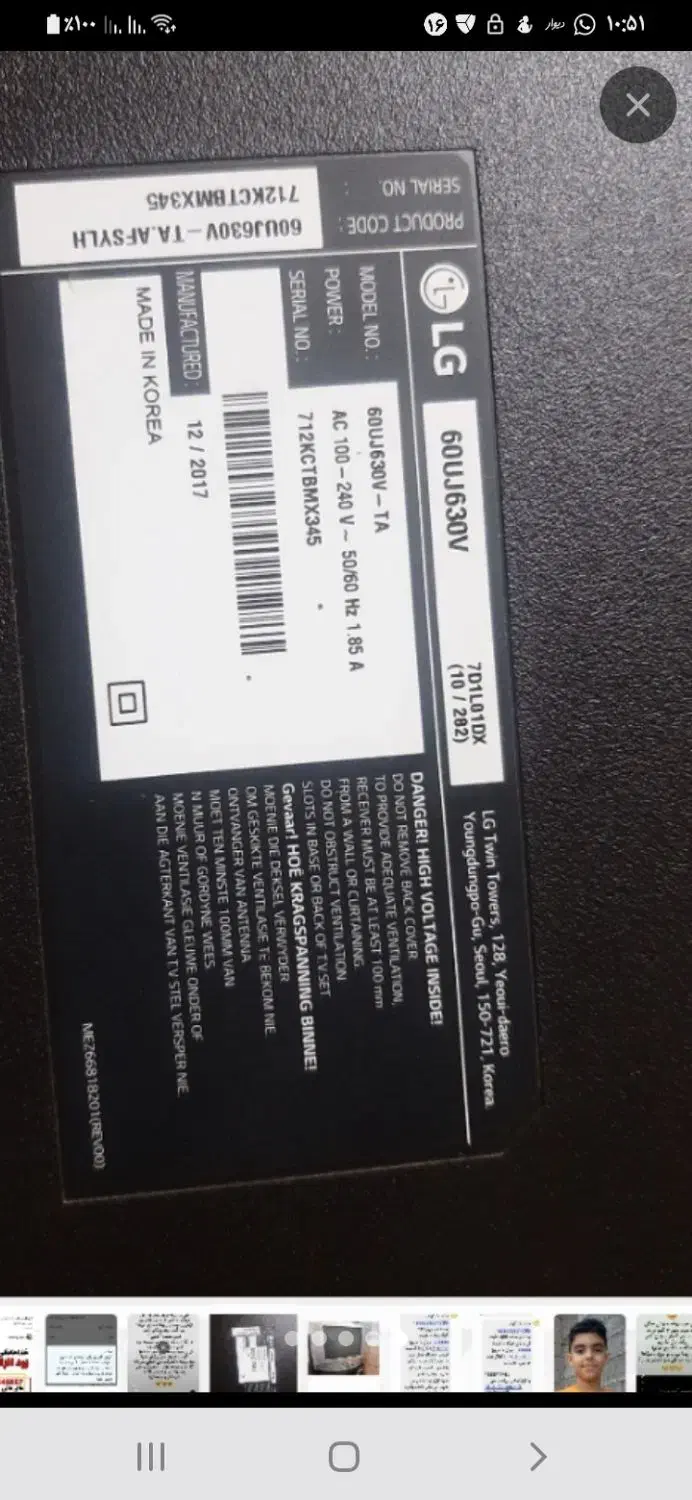 ٪۱۰۰
۱۶
دیوار
۱۰:۵۱
SERIAL NO. :
712KCTBMX345
PRODUCT CODE :
60UJ630V-TA.AFSYLH
LG
60UJ630V
7D1L01DX
(10 / 282)
LG Twin Towers, 128, Yeoui-daero
Youngdungpo-Gu, Seoul, 150-721, Korea
MODEL NO. :
60UJ630V-TA
POWER :
AC 100-240 V~ 50/60 Hz 1.85 A
SERIAL NO. :
712KCTBMX345
MANUFACTURED :
12 / 2017
MADE IN KOREA
DANGER! HIGH VOLTAGE INSIDE!
DO NOT REMOVE BACK COVER
TO PROVIDE ADEQUATE VENTILATION,
RECEIVER MUST BE AT LEAST 100 mm
FROM A WALL OR CURTAINING
DO NOT OBSTRUCT VENTILATION
SLOTS IN BASE OR BACK OF TV SET
Gevaar! HOË KRAGSPANNING BINNE!
MOENIE DIE DEKSEL VERWYDER
OM GESKIKTE VENTILASIE TE BEKOM NIE.
ONTVANGER VAN ANTENNA
MOET TEN MINSTE 100MM VAN
N MUUR OF GORDYNE WEES
MOENIE VENTILASIE GLEUWE ONDER OF
AAN DIE AGTERKANT VAN TV STEL VERSPER NIE.
MEZ66818201(REV00)